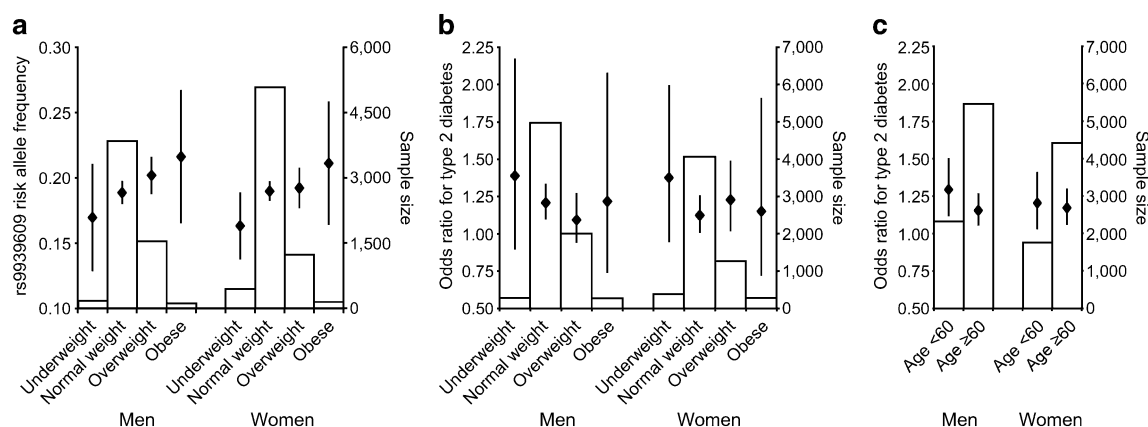 a
rs9939609 risk allele frequency
0.30
0.25
0.20
0.15
0.10
6,000
4,500
3,000
1,500
0
Sample size
Underweight
Normal weight
Overweight
Obese
Underweight
Normal weight
Overweight
Obese
Men
Women
b
Odds ratio for type 2 diabetes
2.25
2.00
1.75
1.50
1.25
1.00
0.75
0.50
7,000
6,000
5,000
4,000
3,000
2,000
1,000
0
Sample size
Underweight
Normal weight
Overweight
Obese
Underweight
Normal weight
Overweight
Obese
Men
Women
c
Odds ratio for type 2 diabetes
2.25
2.00
1.75
1.50
1.25
1.00
0.75
0.50
7,000
6,000
5,000
4,000
3,000
2,000
1,000
0
Sample size
Age <60
Age ≥60
Age <60
Age ≥60
Men
Women